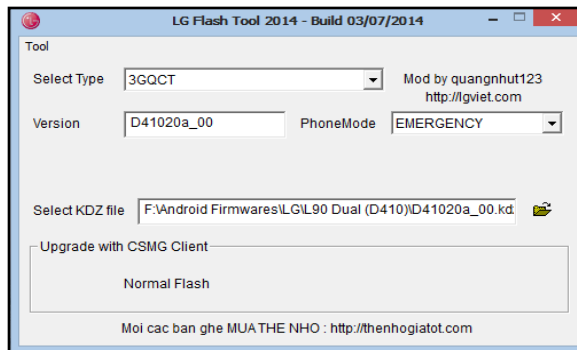 LG Flash Tool 2014 - Build 03/07/2014
Tool
Select Type 3GQCT Mod by quangnhut123
http://lgviet.com
Version D41020a_00 PhoneMode EMERGENCY
Select KDZ file F:\Android Firmwares\LG\L90 Dual (D410)\D41020a_00.kd
Upgrade with CSMG Client
Normal Flash
Moi cac ban ghe MUA THE NHO : http://thenhogiatot.com